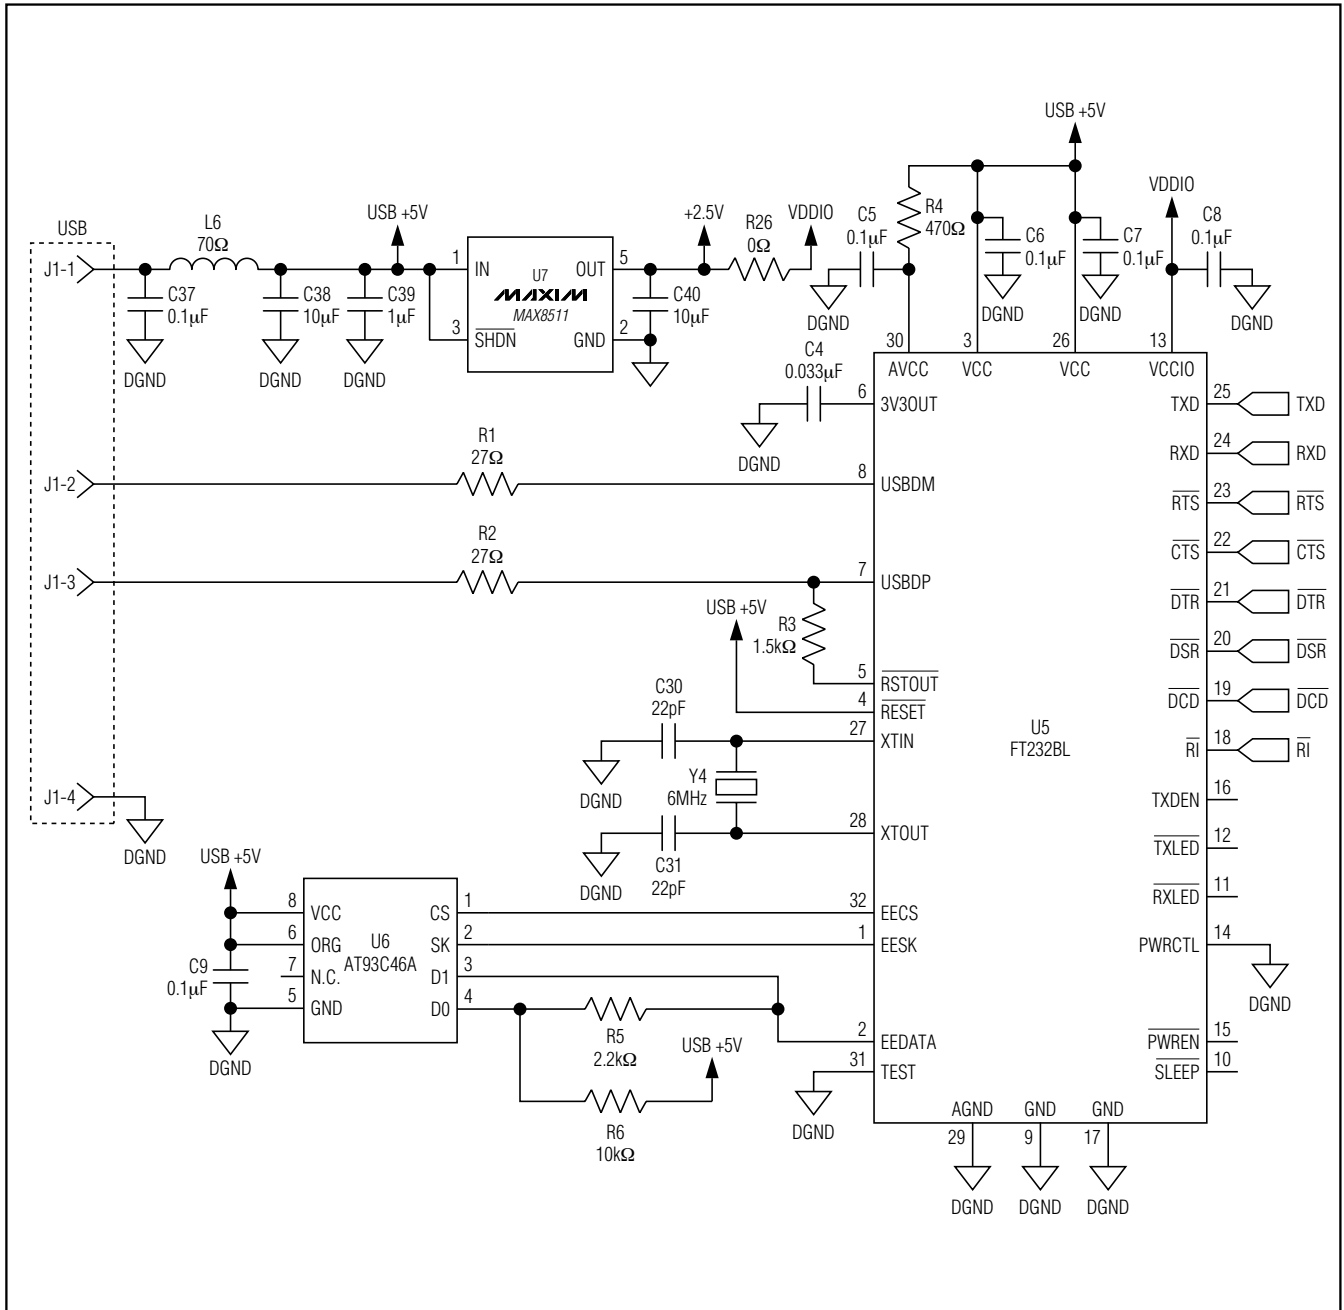 USB +5V
VDDIO
C8
0.1μF
DGND
R4
470Ω
C6
0.1μF
DGND
C7
0.1μF
DGND
C5
0.1μF
DGND
USB
J1-1
L6
70Ω
C37
0.1μF
DGND
C38
10μF
DGND
USB +5V
C39
1μF
DGND
1
IN
3
SHDN
U7
MAXIM
MAX8511
OUT
5
GND
2
C40
10μF
+2.5V
R26
0Ω
VDDIO
30
AVCC
3
VCC
26
VCC
13
VCCIO
C4
0.033μF
DGND
6
3V3OUT
J1-2
R1
27Ω
8
USBDM
J1-3
R2
27Ω
7
USBDP
R3
1.5kΩ
5
RSTOUT
USB +5V
4
RESET
27
XTIN
C30
22pF
DGND
Y4
6MHz
28
XTOUT
C31
22pF
DGND
J1-4
DGND
U5
FT232BL
TXD
25
TXD
RXD
24
RXD
RTS
23
RTS
CTS
22
CTS
DTR
21
DTR
DSR
20
DSR
DCD
19
DCD
RI
18
RI
TXDEN
16
TXLED
12
RXLED
11
PWRCTL
14
DGND
PWREN
15
SLEEP
10
USB +5V
C9
0.1μF
DGND
8
VCC
6
ORG
7
N.C.
5
GND
U6
AT93C46A
CS
1
SK
2
D1
3
D0
4
32
EECS
1
EESK
2
EEDATA
31
TEST
DGND
R5
2.2kΩ
USB +5V
R6
10kΩ
AGND
29
DGND
GND
9
DGND
GND
17
DGND